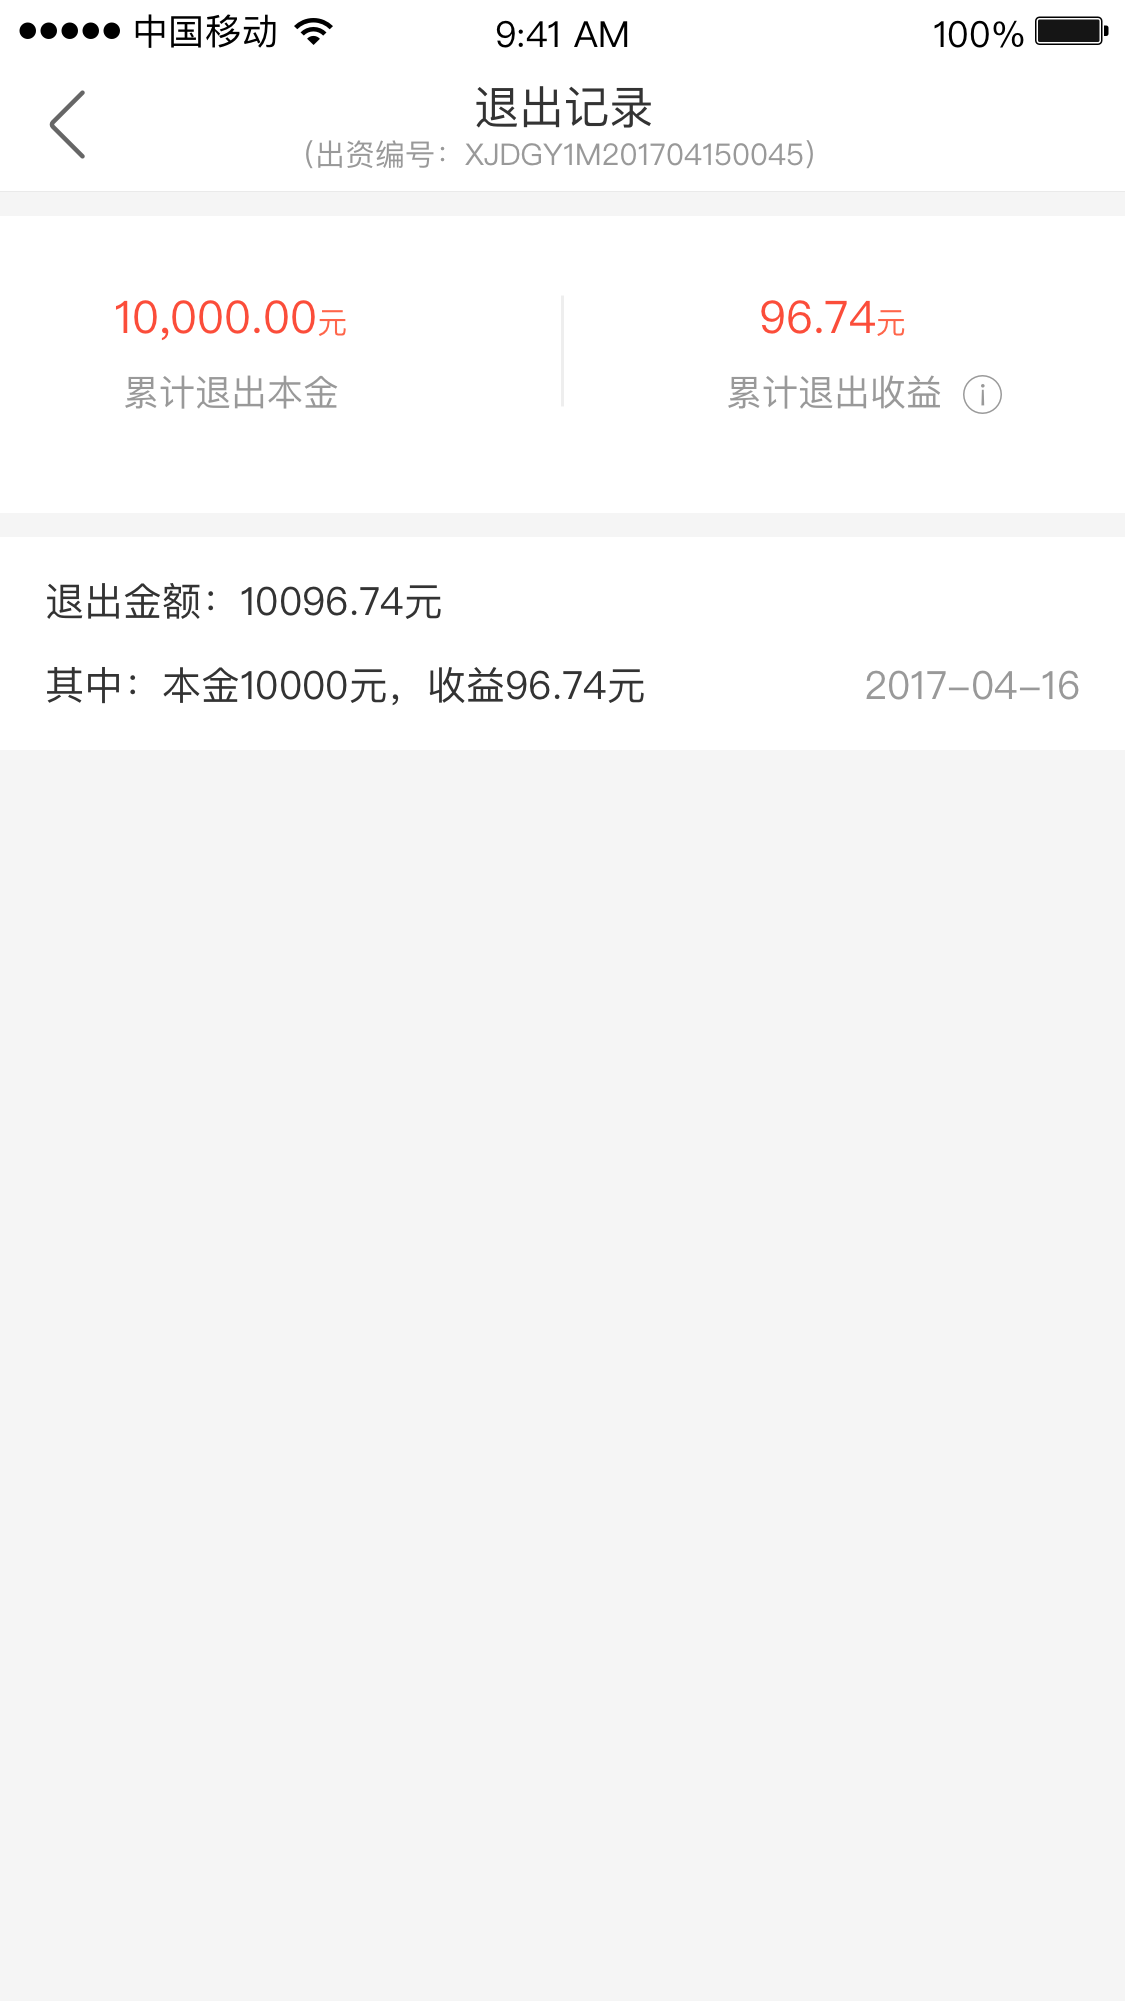 中国移动 9:41 AM 100%
退出记录
(出资编号：XJDGY1M201704150045)
10,000.00元 96.74元
累计退出本金 累计退出收益 i
退出金额：10096.74元
其中：本金10000元，收益96.74元 2017-04-16